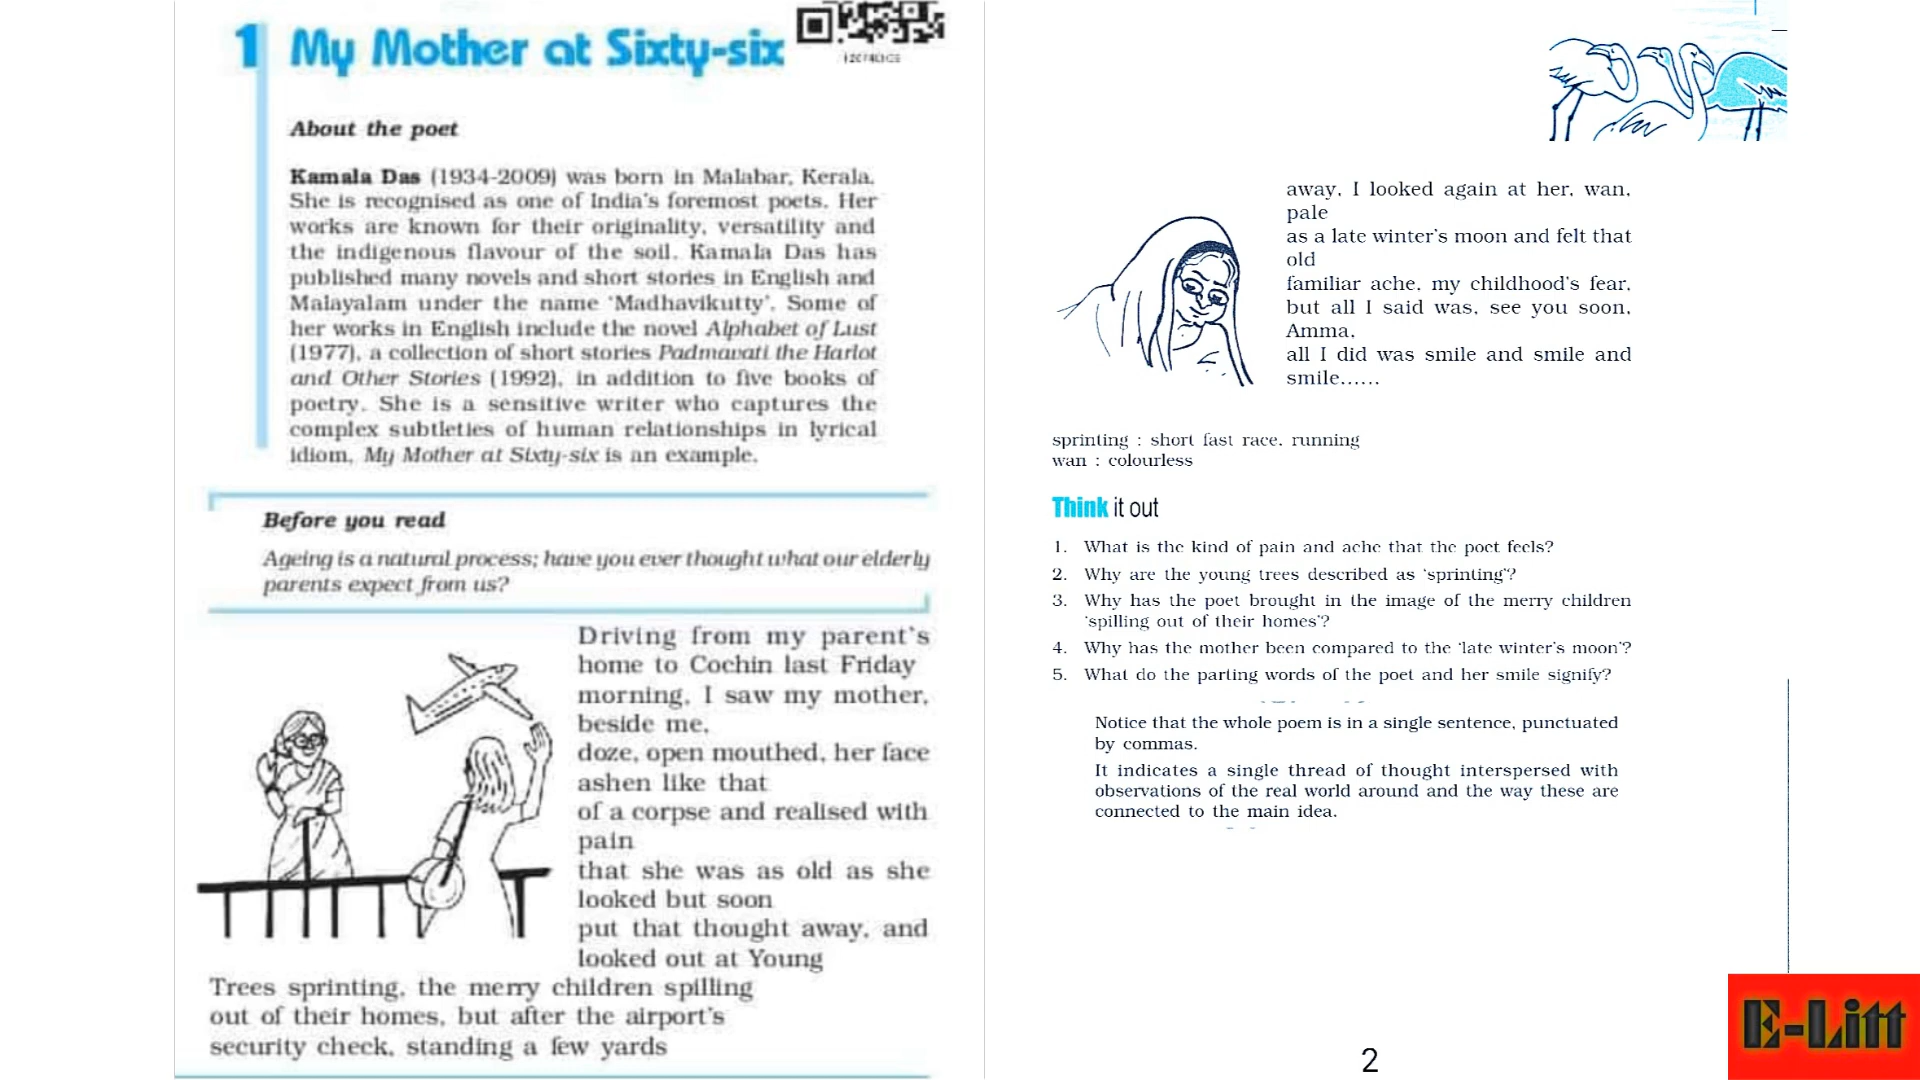 1 My Mother at Sixty-six
About the poet
Kamala Das (1934-2009) was born in Malabar, Kerala.
She is recognised as one of India's foremost poets. Her
works are known for their originality, versatility and
the indigenous flavour of the soil. Kamala Das has
published many novels and short stories in English and
Malayalam under the name 'Madhavikutty'. Some of
her works in English include the novel Alphabet of Lust
(1977), a collection of short stories Padmavati the Harlot
and Other Stories (1992), in addition to five books of
poetry. She is a sensitive writer who captures the
complex subtleties of human relationships in lyrical
idiom, My Mother at Sixty-six is an example.
Before you read
Ageing is a natural process; have you ever thought what our elderly
parents expect from us?
Driving from my parent's
home to Cochin last Friday
morning, I saw my mother,
beside me,
doze, open mouthed, her face
ashen like that
of a corpse and realised with
pain
that she was as old as she
looked but soon
put that thought away, and
looked out at Young
Trees sprinting, the merry children spilling
out of their homes, but after the airport's
security check, standing a few yards
away, I looked again at her, wan,
pale
as a late winter's moon and felt that
old
familiar ache, my childhood's fear,
but all I said was, see you soon,
Amma,
all I did was smile and smile and
smile......
sprinting : short fast race, running
wan : colourless
Think it out
1. What is the kind of pain and ache that the poet feels?
2. Why are the young trees described as 'sprinting'?
3. Why has the poet brought in the image of the merry children
'spilling out of their homes'?
4. Why has the mother been compared to the 'late winter's moon'?
5. What do the parting words of the poet and her smile signify?
Notice that the whole poem is in a single sentence, punctuated
by commas.
It indicates a single thread of thought interspersed with
observations of the real world around and the way these are
connected to the main idea.
2
E-Litt